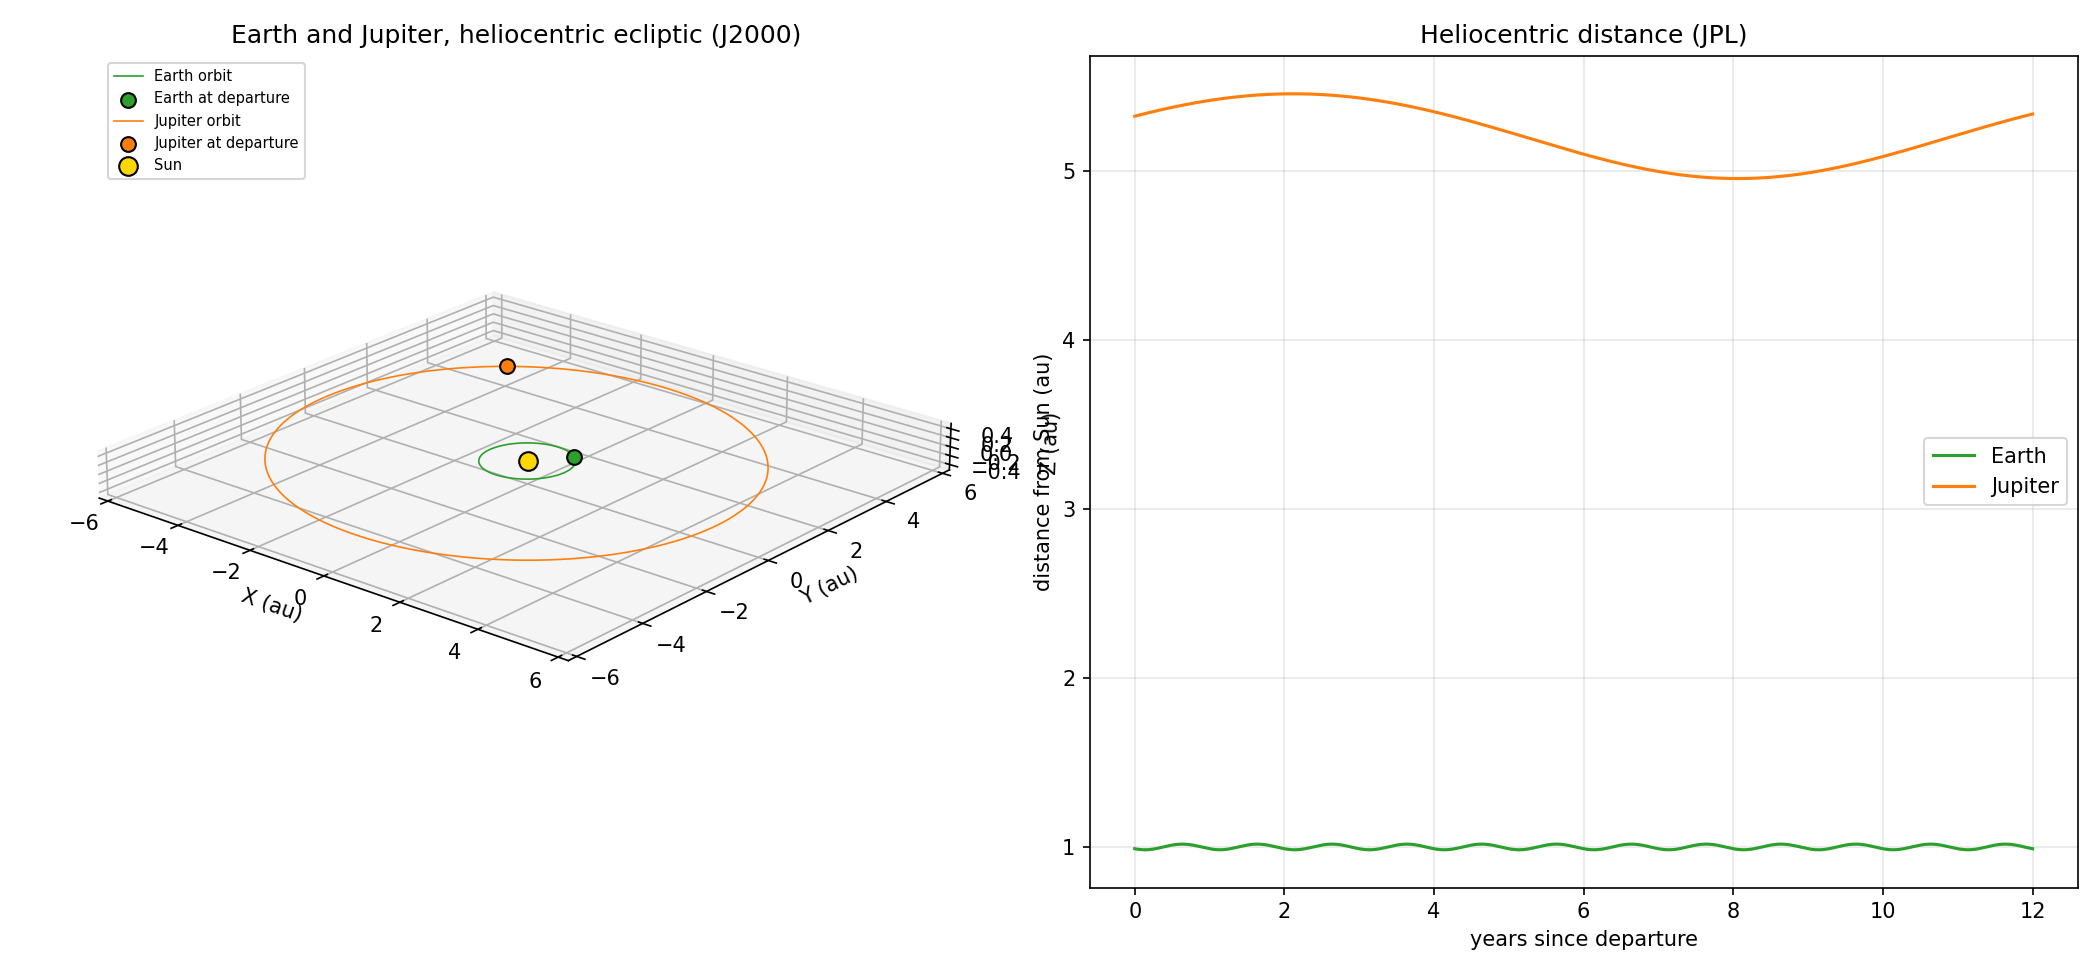 Earth and Jupiter, heliocentric ecliptic (J2000)
Earth orbit
Earth at departure
Jupiter orbit
Jupiter at departure
Sun
−6
−4
−2
0
2
4
6
X (au)
−6
−4
−2
0
2
4
6
Y (au)
0.4
0.2
0.0
−0.2
−0.4
Z (au)
Heliocentric distance (JPL)
distance from Sun (au)
5
4
3
2
1
Earth
Jupiter
0
2
4
6
8
10
12
years since departure